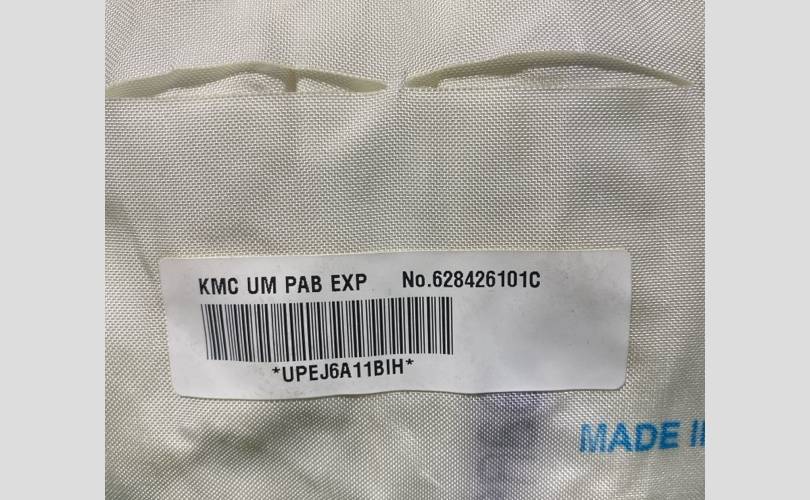 KMC UM PAB EXP No.628426101C
*UPEJ6A11BIH*
MADE